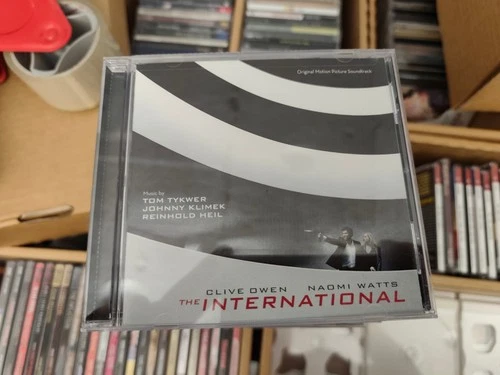 Original Motion Picture Soundtrack
Music by
TOM TYKWER
JOHNNY KLIMEK
REINHOLD HEIL
CLIVE OWEN NAOMI WATTS
THE INTERNATIONAL